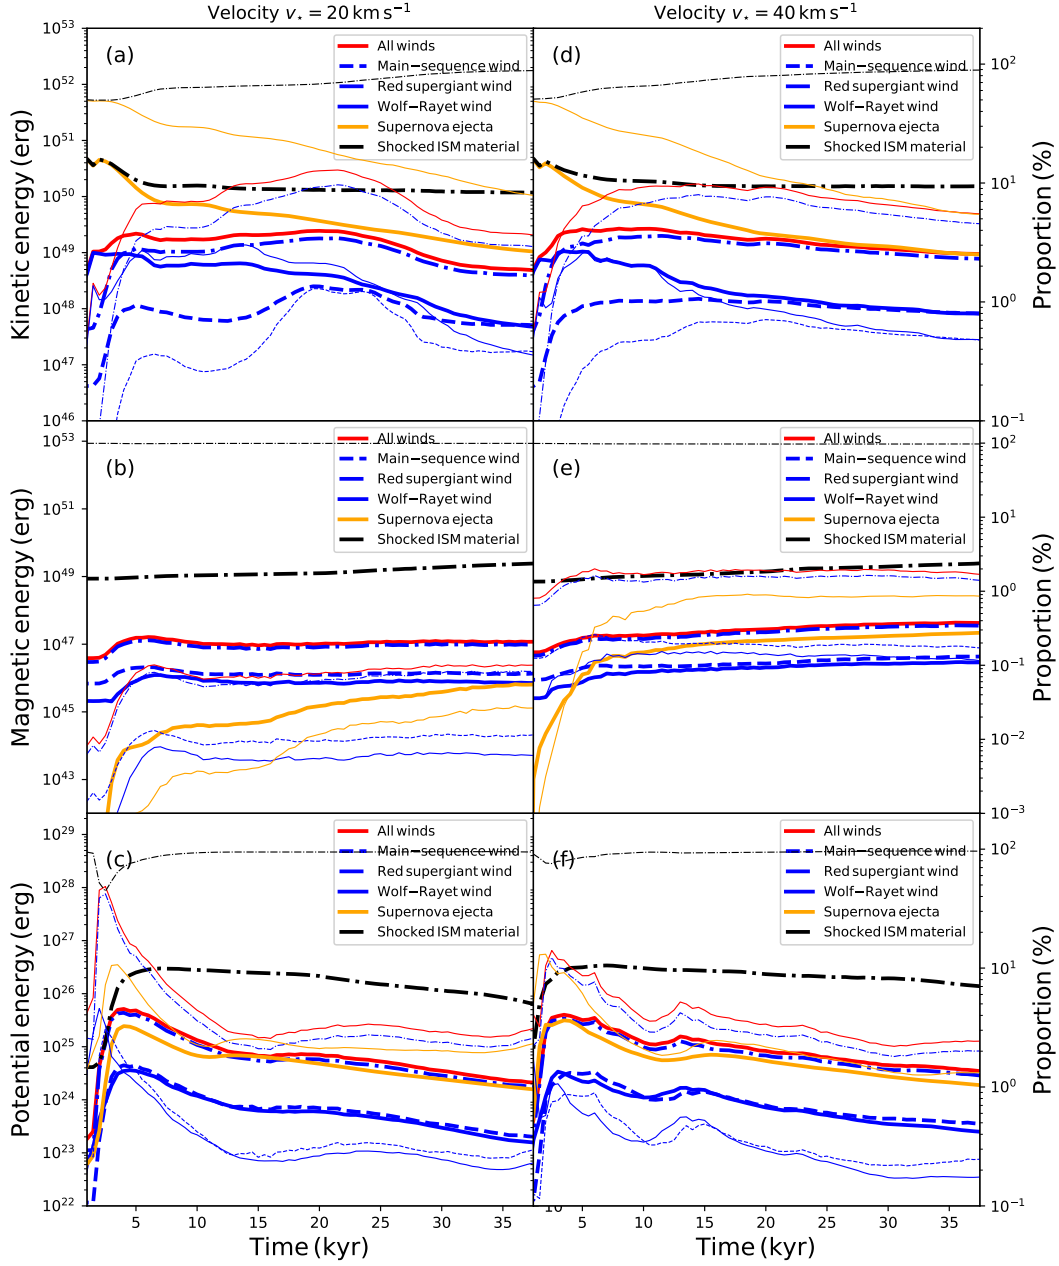 Velocity v⋆ = 20 km s⁻¹
Velocity v⋆ = 40 km s⁻¹
(a)
All winds
Main−sequence wind
Red supergiant wind
Wolf−Rayet wind
Supernova ejecta
Shocked ISM material
Kinetic energy (erg)
10⁵³
10⁵²
10⁵¹
10⁵⁰
10⁴⁹
10⁴⁸
10⁴⁷
10⁴⁶
(d)
All winds
Main−sequence wind
Red supergiant wind
Wolf−Rayet wind
Supernova ejecta
Shocked ISM material
10²
10¹
10⁰
10⁻¹
Proportion (%)
(b)
All winds
Main−sequence wind
Red supergiant wind
Wolf−Rayet wind
Supernova ejecta
Shocked ISM material
Magnetic energy (erg)
10⁵³
10⁵¹
10⁴⁹
10⁴⁷
10⁴⁵
10⁴³
(e)
All winds
Main−sequence wind
Red supergiant wind
Wolf−Rayet wind
Supernova ejecta
Shocked ISM material
10²
10¹
10⁰
10⁻¹
10⁻²
10⁻³
Proportion (%)
(c)
All winds
Main−sequence wind
Red supergiant wind
Wolf−Rayet wind
Supernova ejecta
Shocked ISM material
Potential energy (erg)
10²⁹
10²⁸
10²⁷
10²⁶
10²⁵
10²⁴
10²³
10²²
(f)
All winds
Main−sequence wind
Red supergiant wind
Wolf−Rayet wind
Supernova ejecta
Shocked ISM material
10²
10¹
10⁰
10⁻¹
Proportion (%)
5 10 15 20 25 30 35
Time (kyr)
5 10 15 20 25 30 35
Time (kyr)